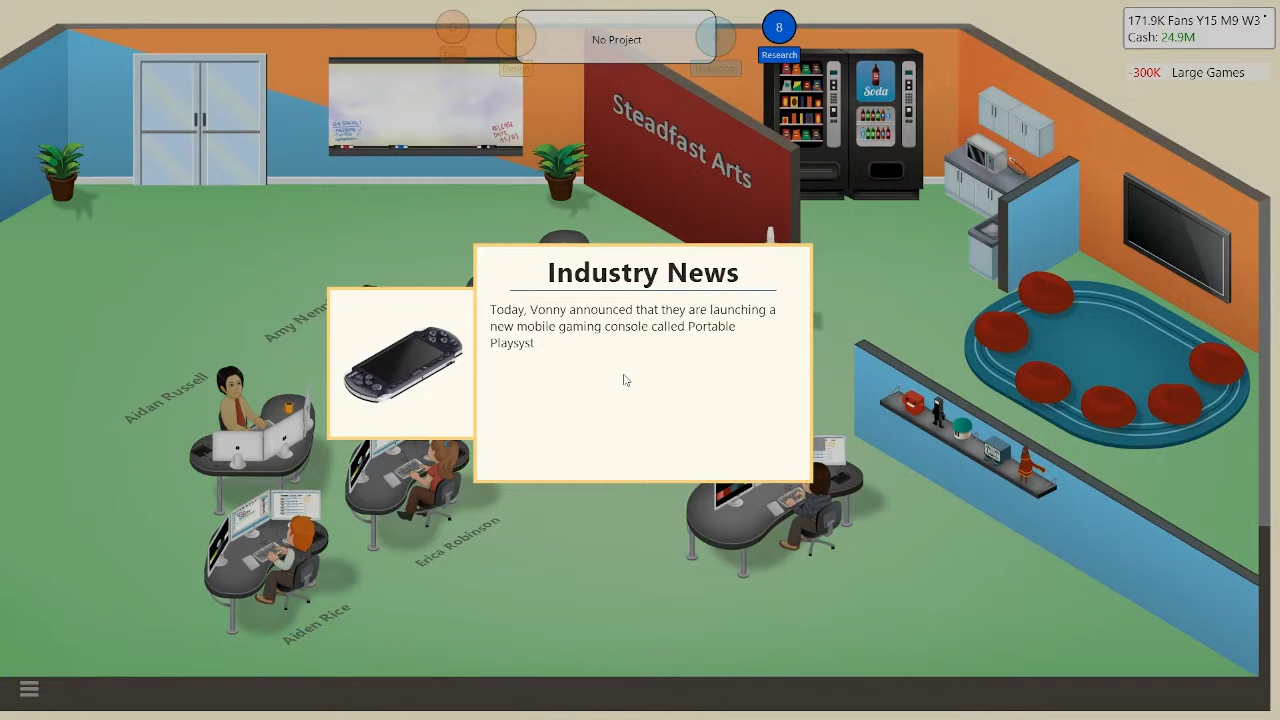 No Project
8
Research
171.9K Fans Y15 M9 W3
Cash: 24.9M
-300K Large Games
Soda
Steadfast Arts
RELEASE
DATE
Industry News
Today, Vonny announced that they are launching a
new mobile gaming console called Portable
Playsyst
Amy
Aidan Russell
Erica Robinson
Aiden Rice